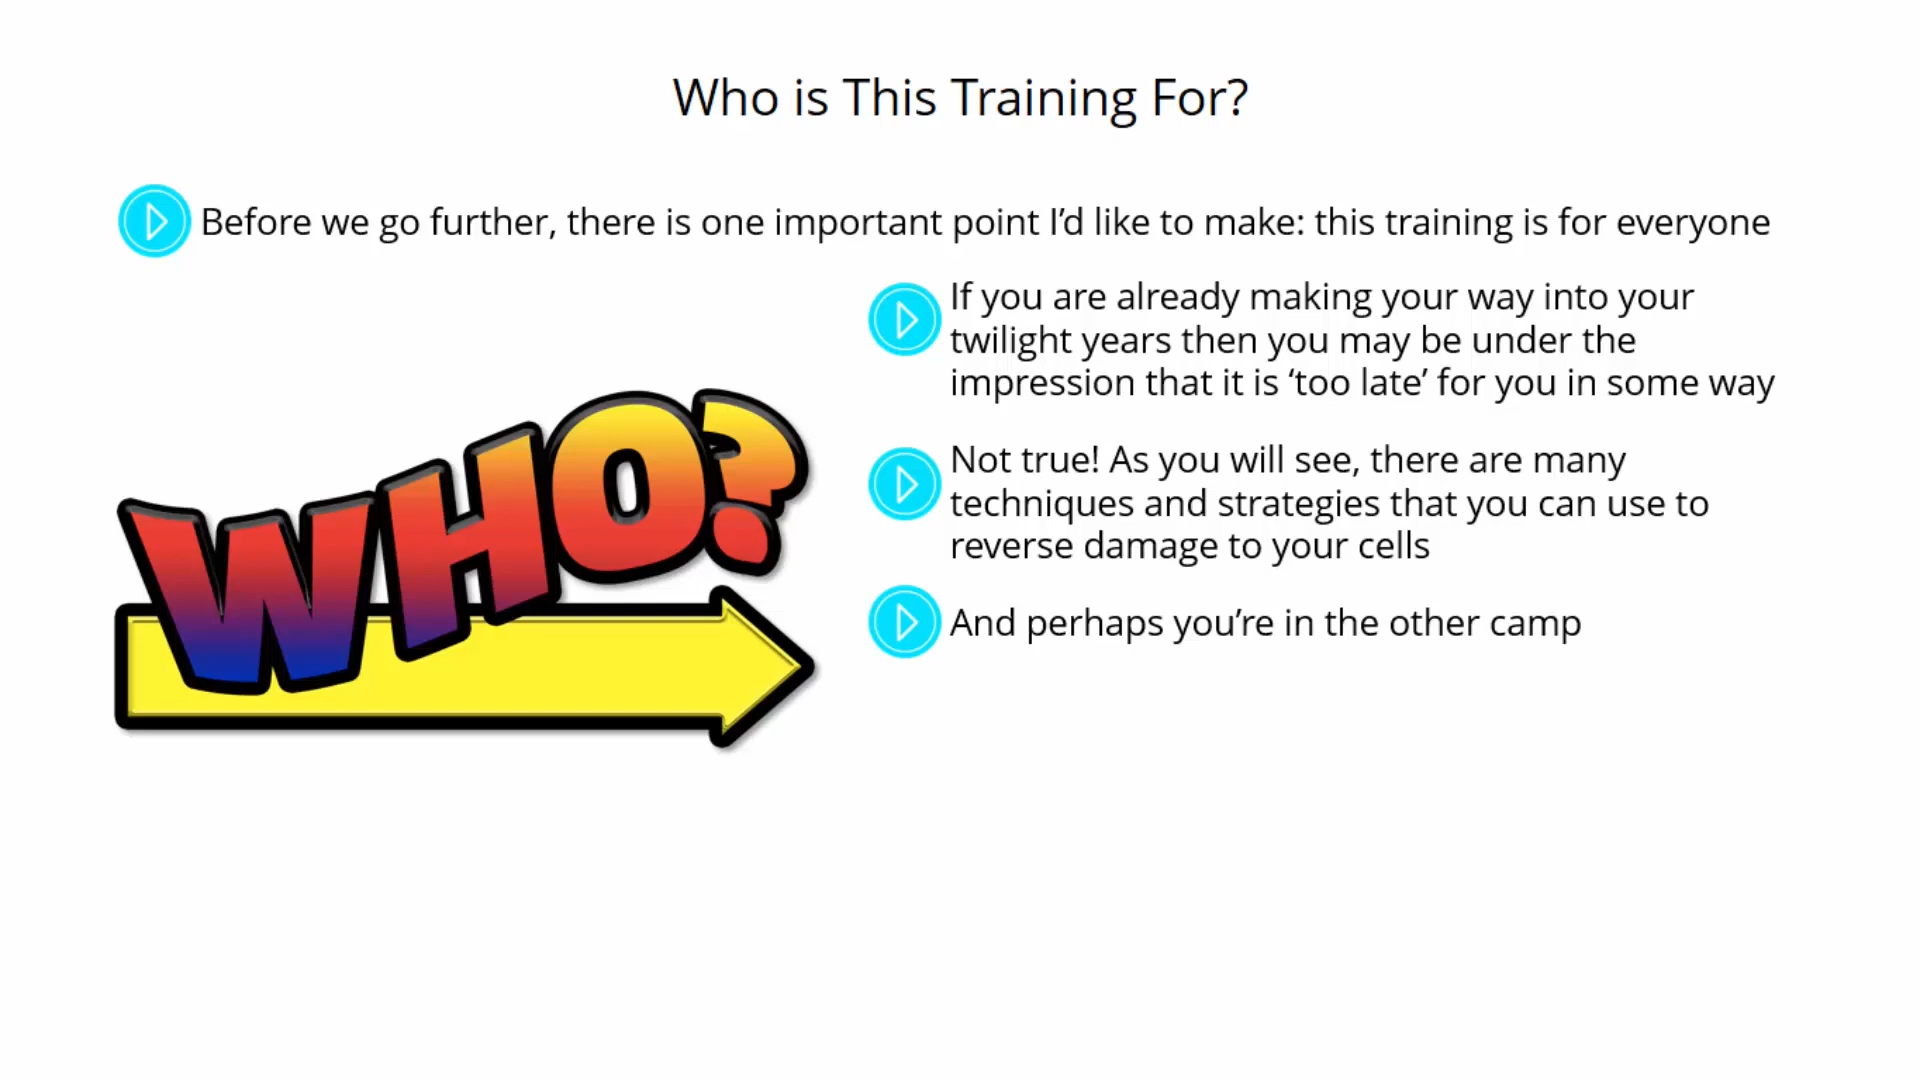 Who is This Training For?
Before we go further, there is one important point I’d like to make: this training is for everyone
If you are already making your way into your
twilight years then you may be under the
impression that it is ‘too late’ for you in some way
Not true! As you will see, there are many
techniques and strategies that you can use to
reverse damage to your cells
And perhaps you’re in the other camp
WHO?